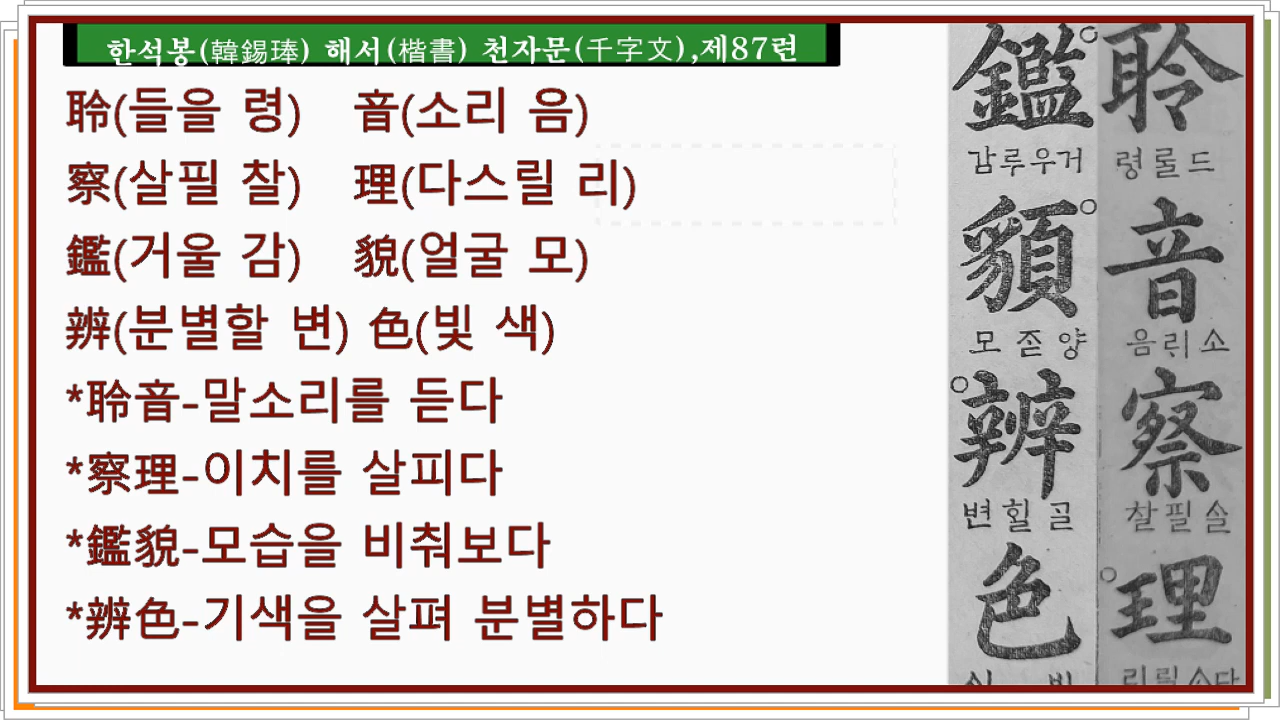 한석봉(韓錫琫) 해서(楷書) 천자문(千字文),제87련
聆(들을 령) 音(소리 음)
察(살필 찰) 理(다스릴 리)
鑑(거울 감) 貌(얼굴 모)
辨(분별할 변) 色(빛 색)
*聆音-말소리를 듣다
*察理-이치를 살피다
*鑑貌-모습을 비춰보다
*辨色-기색을 살펴 분별하다
鑑 聆
감루우거 령롤드
貌 音
모 양 음리소
辨 察
변 골 찰필솔
色 理